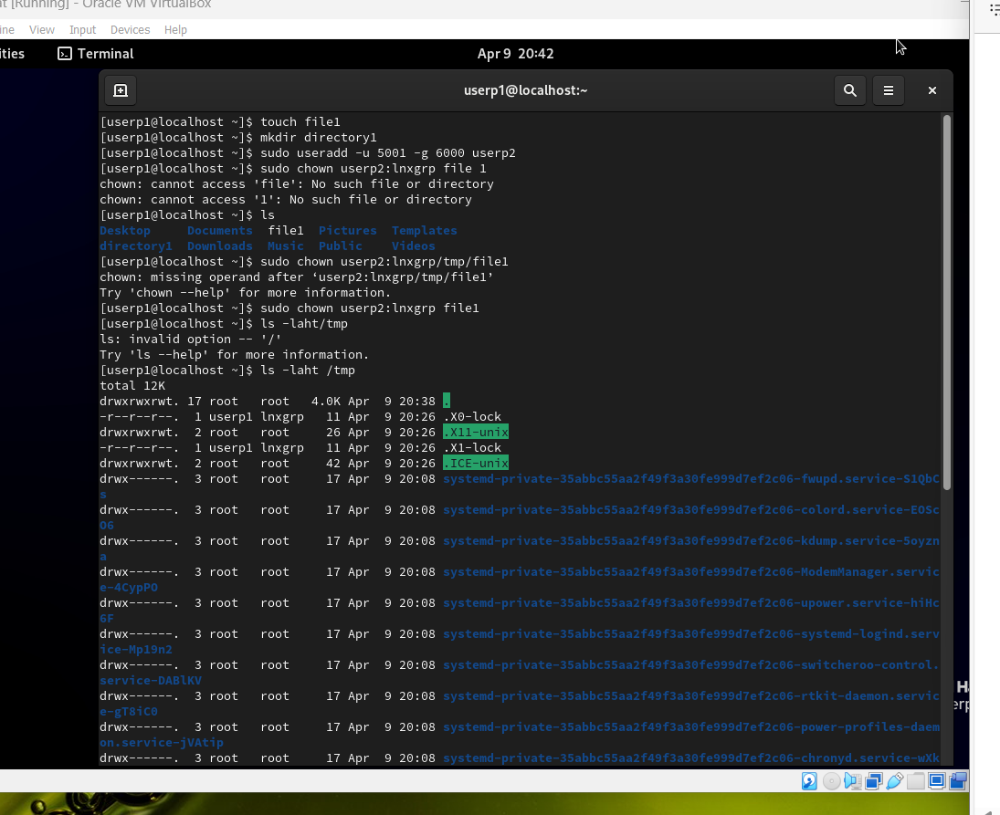 nt [Running] - Oracle VM VirtualBox
ine View Input Devices Help
ities Terminal Apr 9 20:42
userp1@localhost:~
[userp1@localhost ~]$ touch file1
[userp1@localhost ~]$ mkdir directory1
[userp1@localhost ~]$ sudo useradd -u 5001 -g 6000 userp2
[userp1@localhost ~]$ sudo chown userp2:lnxgrp file 1
chown: cannot access 'file': No such file or directory
chown: cannot access '1': No such file or directory
[userp1@localhost ~]$ ls
Desktop Documents file1 Pictures Templates
directory1 Downloads Music Public Videos
[userp1@localhost ~]$ sudo chown userp2:lnxgrp/tmp/file1
chown: missing operand after ‘userp2:lnxgrp/tmp/file1’
Try 'chown --help' for more information.
[userp1@localhost ~]$ sudo chown userp2:lnxgrp file1
[userp1@localhost ~]$ ls -laht/tmp
ls: invalid option -- '/'
Try 'ls --help' for more information.
[userp1@localhost ~]$ ls -laht /tmp
total 12K
drwxrwxrwt. 17 root root 4.0K Apr 9 20:38 .
-r--r--r--. 1 userp1 lnxgrp 11 Apr 9 20:26 .X0-lock
drwxrwxrwt. 2 root root 26 Apr 9 20:26 .X11-unix
-r--r--r--. 1 userp1 lnxgrp 11 Apr 9 20:26 .X1-lock
drwxrwxrwt. 2 root root 42 Apr 9 20:26 .ICE-unix
drwx------. 3 root root 17 Apr 9 20:08 systemd-private-35abbc55aa2f49f3a30fe999d7ef2c06-fwupd.service-S1QbC
s
drwx------. 3 root root 17 Apr 9 20:08 systemd-private-35abbc55aa2f49f3a30fe999d7ef2c06-colord.service-EOSc
O6
drwx------. 3 root root 17 Apr 9 20:08 systemd-private-35abbc55aa2f49f3a30fe999d7ef2c06-kdump.service-5oyzn
a
drwx------. 3 root root 17 Apr 9 20:08 systemd-private-35abbc55aa2f49f3a30fe999d7ef2c06-ModemManager.servic
e-4CypPO
drwx------. 3 root root 17 Apr 9 20:08 systemd-private-35abbc55aa2f49f3a30fe999d7ef2c06-upower.service-hiHc
6F
drwx------. 3 root root 17 Apr 9 20:08 systemd-private-35abbc55aa2f49f3a30fe999d7ef2c06-systemd-logind.serv
ice-Mp19n2
drwx------. 3 root root 17 Apr 9 20:08 systemd-private-35abbc55aa2f49f3a30fe999d7ef2c06-switcheroo-control.
service-DABlKV
drwx------. 3 root root 17 Apr 9 20:08 systemd-private-35abbc55aa2f49f3a30fe999d7ef2c06-rtkit-daemon.servic
e-gT8iC0
drwx------. 3 root root 17 Apr 9 20:08 systemd-private-35abbc55aa2f49f3a30fe999d7ef2c06-power-profiles-daem
on.service-jVAtip
drwx------. 3 root root 17 Apr 9 20:08 systemd-private-35abbc55aa2f49f3a30fe999d7ef2c06-chronyd.service-wXk